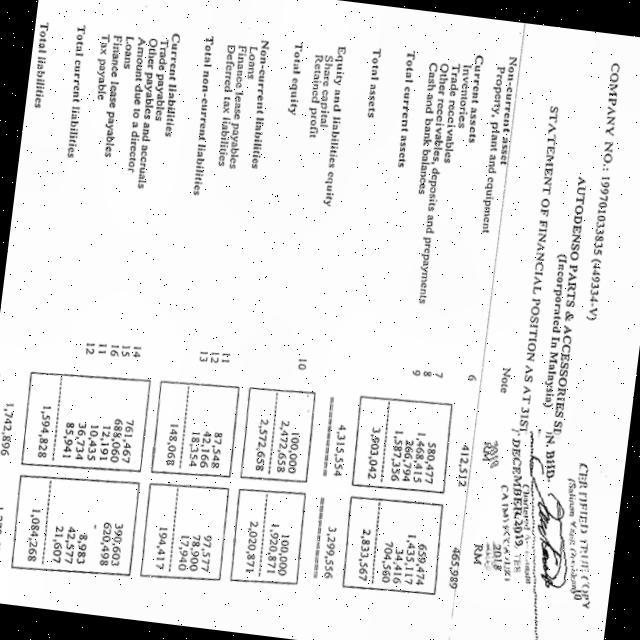 COMPANY NO.: 199701033835 (449334-V)
CERTIFIED TRUE COPY
AUTODENSO PARTS & ACCESSORIES SDN. BHD.
(Incorporated In Malaysia)
STATEMENT OF FINANCIAL POSITION AS AT 31ST DECEMBER 2019
Note 2019 2018
RM RM
Non-current asset
Property, plant and equipment 6 412,512 465,989
Current assets
Inventories 580,477 659,474
Trade receivables 7 1,468,415 1,435,117
Other receivables, deposits and prepayments 8 266,794 34,416
Cash and bank balances 9 1,587,356 704,560
Total current assets 3,903,042 2,833,567
Total assets 4,315,554 3,299,556
Equity and liabilities equity
Share capital 10 100,000 100,000
Retained profit 2,472,658 1,920,871
Total equity 2,572,658 2,020,871
Non-current liabilities
Loans 11 87,548 97,577
Finance lease payables 12 42,166 78,900
Deferred tax liabilities 13 18,354 17,940
Total non-current liabilities 148,068 194,417
Current liabilities
Trade payables 14 761,467 390,603
Other payables and accruals 15 688,060 620,498
Amount due to a director 16 12,191 -
Loans 11 10,435 8,983
Finance lease payables 12 36,734 42,577
Tax payable 85,941 21,607
Total current liabilities 1,594,828 1,084,268
Total liabilities 1,742,896